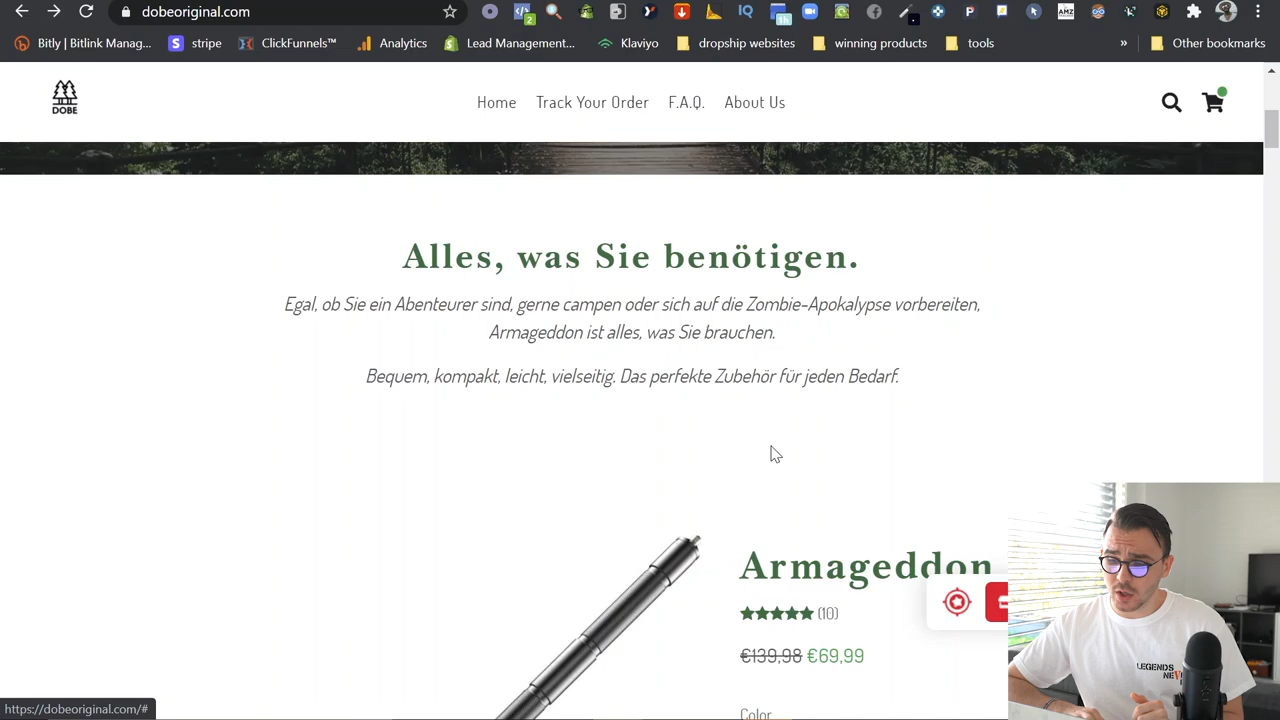 dobeoriginal.com
2
1h
AMZ
Bitly | Bitlink Manag...
stripe
ClickFunnels™
Analytics
Lead Management...
Klaviyo
dropship websites
winning products
tools
»
Other bookmarks
DOBE
Home
Track Your Order
F.A.Q.
About Us
Alles, was Sie benötigen.
Egal, ob Sie ein Abenteurer sind, gerne campen oder sich auf die Zombie-Apokalypse vorbereiten,
Armageddon ist alles, was Sie brauchen.
Bequem, kompakt, leicht, vielseitig. Das perfekte Zubehör für jeden Bedarf.
Armageddon
(10)
€139,98 €69,99
Color
LEGENDS
NEV
https://dobeoriginal.com/#